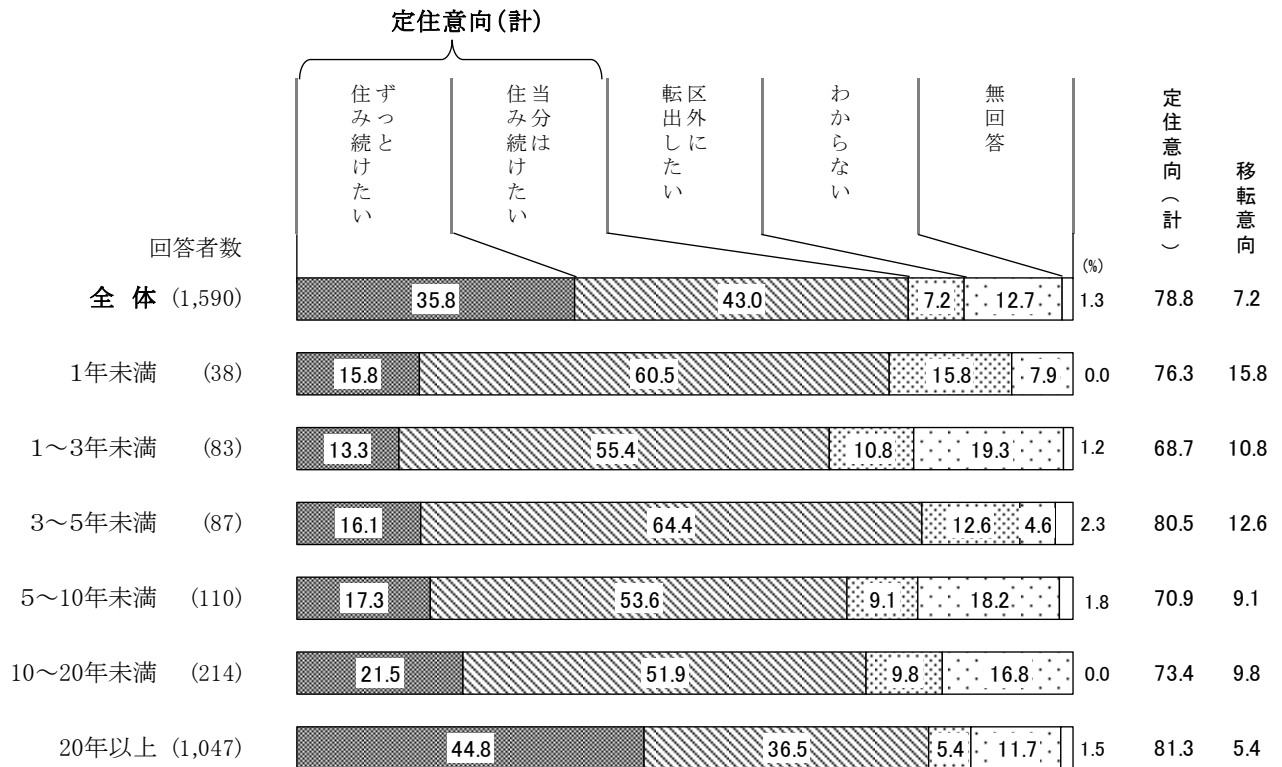 定住意向(計)
ずっと
住み続けたい
当分は
住み続けたい
区外に
転出したい
わからない
無回答
定住意向(計)
移転意向
回答者数
(%)
全 体 (1,590) 35.8 43.0 7.2 12.7 1.3 78.8 7.2
1年未満 (38) 15.8 60.5 15.8 7.9 0.0 76.3 15.8
1～3年未満 (83) 13.3 55.4 10.8 19.3 1.2 68.7 10.8
3～5年未満 (87) 16.1 64.4 12.6 4.6 2.3 80.5 12.6
5～10年未満 (110) 17.3 53.6 9.1 18.2 1.8 70.9 9.1
10～20年未満 (214) 21.5 51.9 9.8 16.8 0.0 73.4 9.8
20年以上 (1,047) 44.8 36.5 5.4 11.7 1.5 81.3 5.4